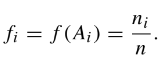 $f_i = f(A_i) = \frac{n_i}{n}.$